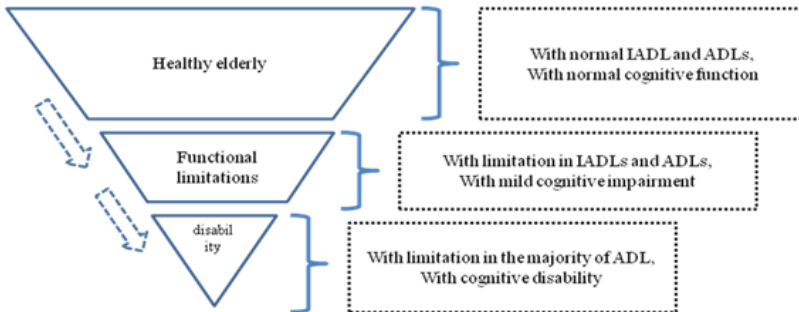 Healthy elderly
With normal IADL and ADLs,
With normal cognitive function
Functional
limitations
With limitation in IADLs and ADLs,
With mild cognitive impairment
disabil
ity
With limitation in the majority of ADL,
With cognitive disability